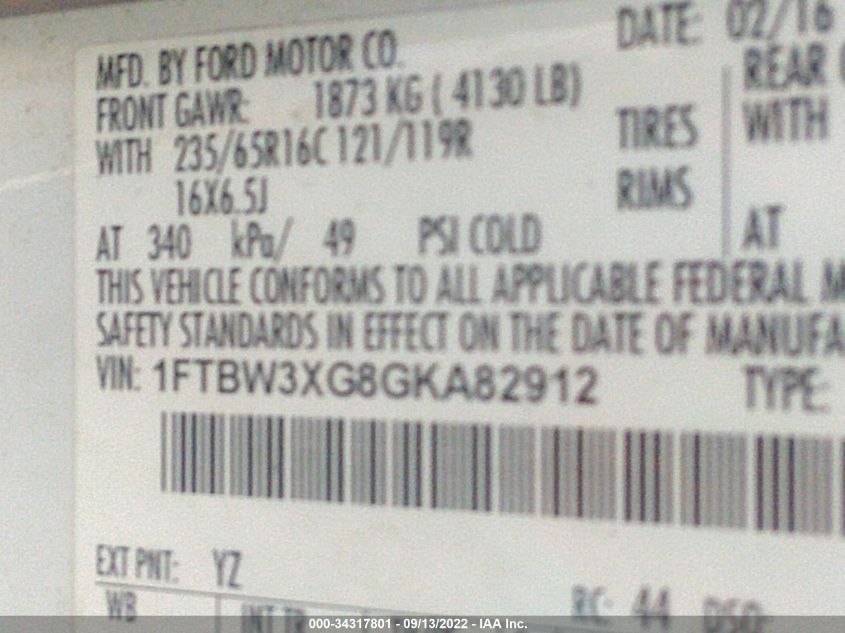 DATE: 02/16
MFD. BY FORD MOTOR CO.
FRONT GAWR: 1873 KG ( 4130 LB) REAR
WITH 235/65R16C 121/119R TIRES WITH
16X6.5J RIMS
AT 340 kPa/ 49 PSI COLD AT
THIS VEHICLE CONFORMS TO ALL APPLICABLE FEDERAL M
SAFETY STANDARDS IN EFFECT ON THE DATE OF MANUFA
VIN: 1FTBW3XG8GKA82912 TYPE:
EXT PNT: YZ RC: 44 DSO:
WB INT TR
000-34317801 - 09/13/2022 - IAA Inc.